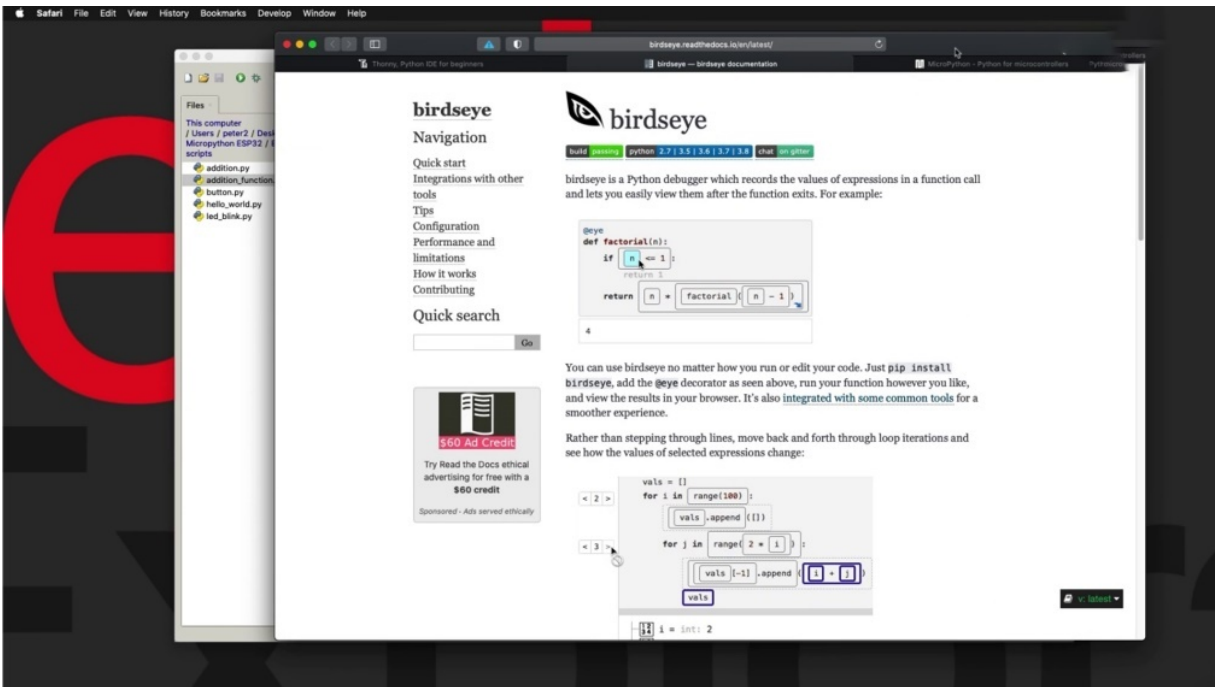 Safari File Edit View History Bookmarks Develop Window Help
birdseye.readthedocs.io/en/latest/
Thonny, Python IDE for beginners
birdseye — birdseye documentation
MicroPython - Python for microcontrollers
Files
This computer
/ Users / peter2 /
Micropython ESP32 /
scripts
addition.py
addition_function.
button.py
hello_world.py
led_blink.py
birdseye
Navigation
Quick start
Integrations with other
tools
Tips
Configuration
Performance and
limitations
How it works
Contributing
Quick search
Go
$60 Ad Credit
Try Read the Docs ethical
advertising for free with a
$60 credit
Sponsored - Ads served ethically
birdseye
build passing python 2.7 | 3.5 | 3.6 | 3.7 | 3.8 chat on gitter
birdseye is a Python debugger which records the values of expressions in a function call
and lets you easily view them after the function exits. For example:
@eye
def factorial(n):
if n <= 1:
return 1
return n * factorial(n - 1)
4
You can use birdseye no matter how you run or edit your code. Just pip install
birdseye, add the @eye decorator as seen above, run your function however you like,
and view the results in your browser. It's also integrated with some common tools for a
smoother experience.
Rather than stepping through lines, move back and forth through loop iterations and
see how the values of selected expressions change:
vals = []
< 2 > for i in range(100):
vals.append([])
< 3 > for j in range(2 * i):
vals[-1].append(i + j)
vals
i = int: 2
v: latest